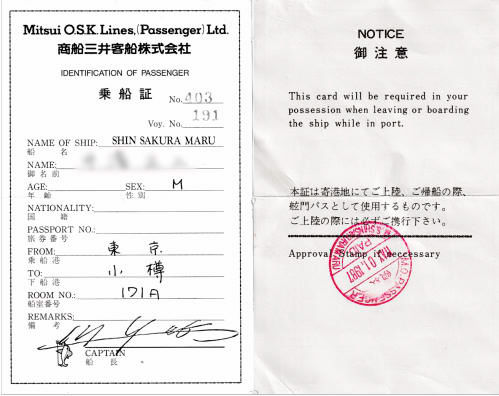 Mitsui O.S.K. Lines, (Passenger) Ltd.
商船三井客船株式会社
IDENTIFICATION OF PASSENGER
乗船証 No. 403
Voy. No. 191
NAME OF SHIP: SHIN SAKURA MARU
船名
NAME:
御名前
AGE: SEX: M
年齢 性別
NATIONALITY:
国籍
PASSPORT NO.:
旅券番号
FROM: 東京
乗船港
TO: 小樽
下船港
ROOM NO.: 171A
船室番号
REMARKS:
備考
CAPTAIN
船長
NOTICE
御注意
This card will be required in your
possession when leaving or boarding
the ship while in port.
本証は寄港地にてご上陸、ご帰船の際、
舷門パスとして使用するものです。
ご上陸の際には必ずご携行下さい。
Approval Stamp if neccessary